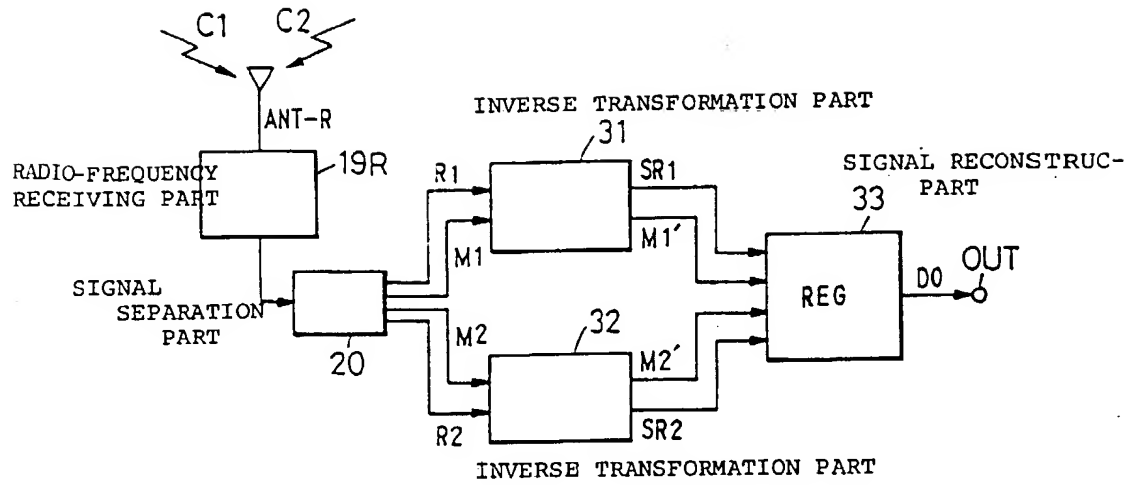 C1
C2
ANT-R
RADIO-FREQUENCY
RECEIVING PART
19R
SIGNAL
SEPARATION
PART
20
R1
M1
M2
R2
INVERSE TRANSFORMATION PART
31
SR1
M1′
32
M2′
SR2
INVERSE TRANSFORMATION PART
SIGNAL RECONSTRUC-
PART
33
REG
DO
OUT